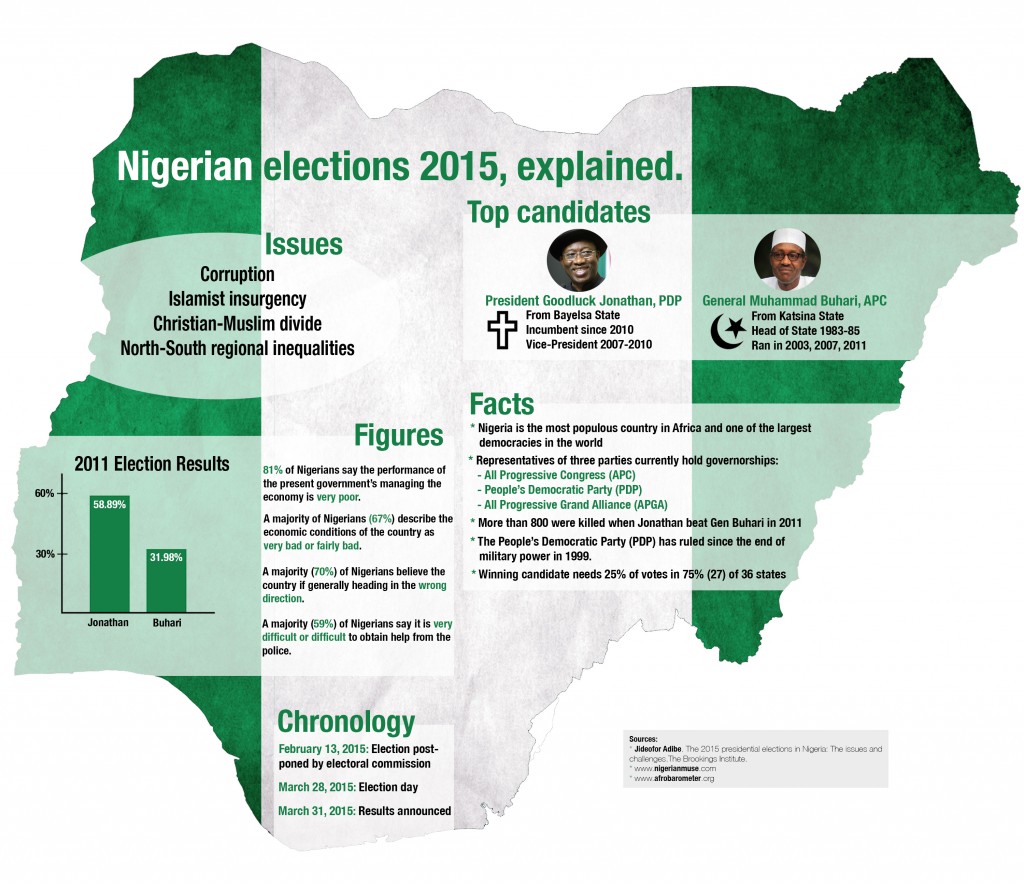 Nigerian elections 2015, explained.
Issues
Corruption
Islamist insurgency
Christian-Muslim divide
North-South regional inequalities
Top candidates
President Goodluck Jonathan, PDP
From Bayelsa State
Incumbent since 2010
Vice-President 2007-2010
General Muhammad Buhari, APC
From Katsina State
Head of State 1983-85
Ran in 2003, 2007, 2011
Figures
2011 Election Results
60%
58.89%
30%
31.98%
Jonathan
Buhari
81% of Nigerians say the performance of
the present government's managing the
economy is very poor.
A majority of Nigerians (67%) describe the
economic conditions of the country as
very bad or fairly bad.
A majority (70%) of Nigerians believe the
country if generally heading in the wrong
direction.
A majority (59%) of Nigerians say it is very
difficult or difficult to obtain help from the
police.
Facts
* Nigeria is the most populous country in Africa and one of the largest
democracies in the world
* Representatives of three parties currently hold governorships:
- All Progressive Congress (APC)
- People's Democratic Party (PDP)
- All Progressive Grand Alliance (APGA)
* More than 800 were killed when Jonathan beat Gen Buhari in 2011
* The People's Democratic Party (PDP) has ruled since the end of
military power in 1999.
* Winning candidate needs 25% of votes in 75% (27) of 36 states
Chronology
February 13, 2015: Election post-
poned by electoral commission
March 28, 2015: Election day
March 31, 2015: Results announced
Sources:
* Jideofor Adibe. The 2015 presidential elections in Nigeria: The issues and
challenges.The Brookings Institute.
* www.nigerianmuse.com
* www.afrobarometer.org